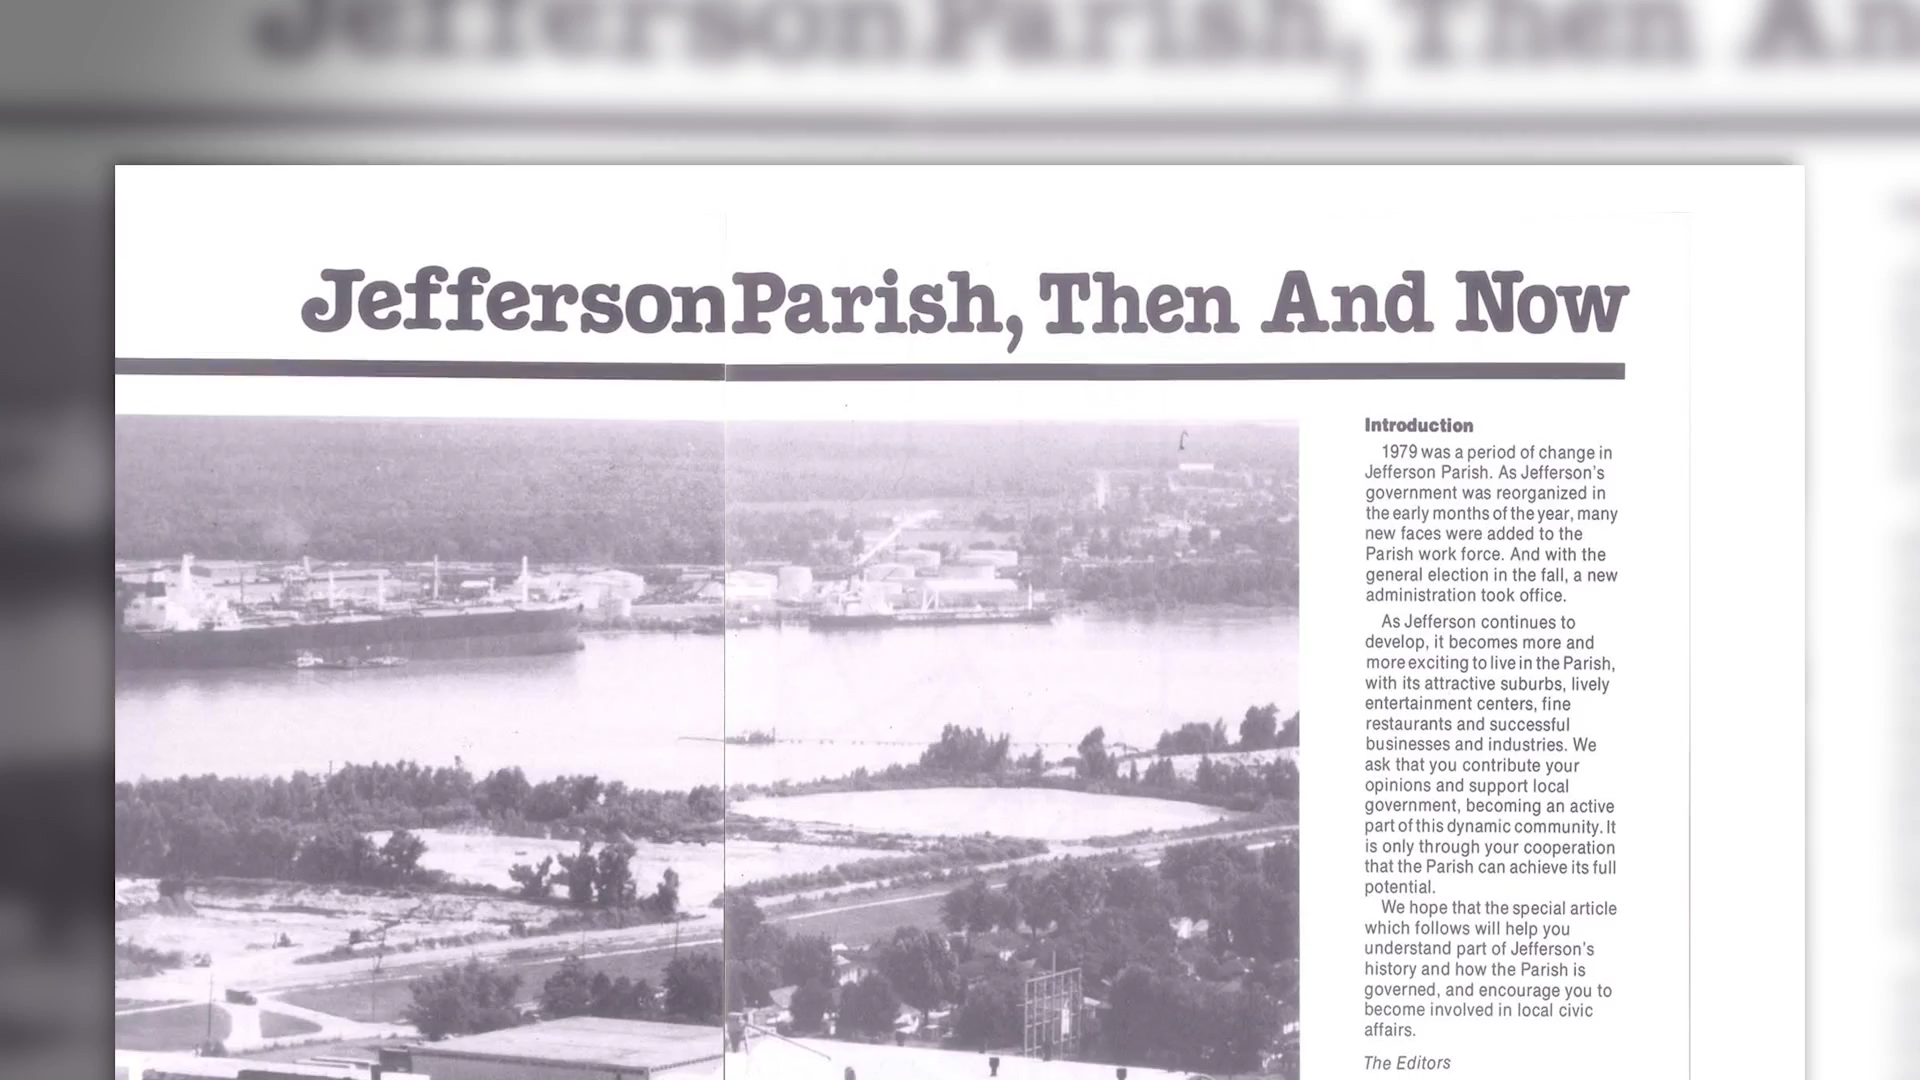 Jefferson Parish, Then An
Jefferson Parish, Then And Now
Introduction
1979 was a period of change in
Jefferson Parish. As Jefferson's
government was reorganized in
the early months of the year, many
new faces were added to the
Parish work force. And with the
general election in the fall, a new
administration took office.
As Jefferson continues to
develop, it becomes more and
more exciting to live in the Parish,
with its attractive suburbs, lively
entertainment centers, fine
restaurants and successful
businesses and industries. We
ask that you contribute your
opinions and support local
government, becoming an active
part of this dynamic community. It
is only through your cooperation
that the Parish can achieve its full
potential.
We hope that the special article
which follows will help you
understand part of Jefferson's
history and how the Parish is
governed, and encourage you to
become involved in local civic
affairs.
The Editors